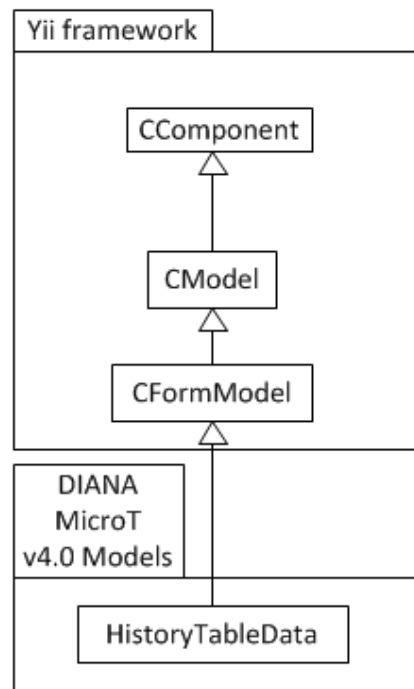 Yii framework
CComponent
CModel
CFormModel
DIANA
MicroT
v4.0 Models
HistoryTableData